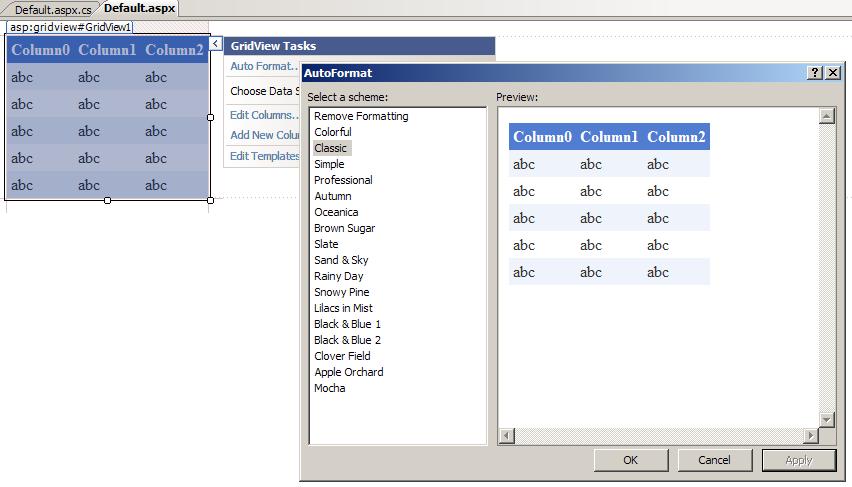 Default.aspx.cs Default.aspx
asp:gridview#GridView1
Column0 Column1 Column2
abc abc abc
abc abc abc
abc abc abc
abc abc abc
abc abc abc
GridView Tasks
Auto Format..
Choose Data S
Edit Columns..
Add New Colu
Edit Templates
AutoFormat
Select a scheme:
Remove Formatting
Colorful
Classic
Simple
Professional
Autumn
Oceanica
Brown Sugar
Slate
Sand & Sky
Rainy Day
Snowy Pine
Lilacs in Mist
Black & Blue 1
Black & Blue 2
Clover Field
Apple Orchard
Mocha
Preview:
Column0 Column1 Column2
abc abc abc
abc abc abc
abc abc abc
abc abc abc
abc abc abc
OK Cancel Apply